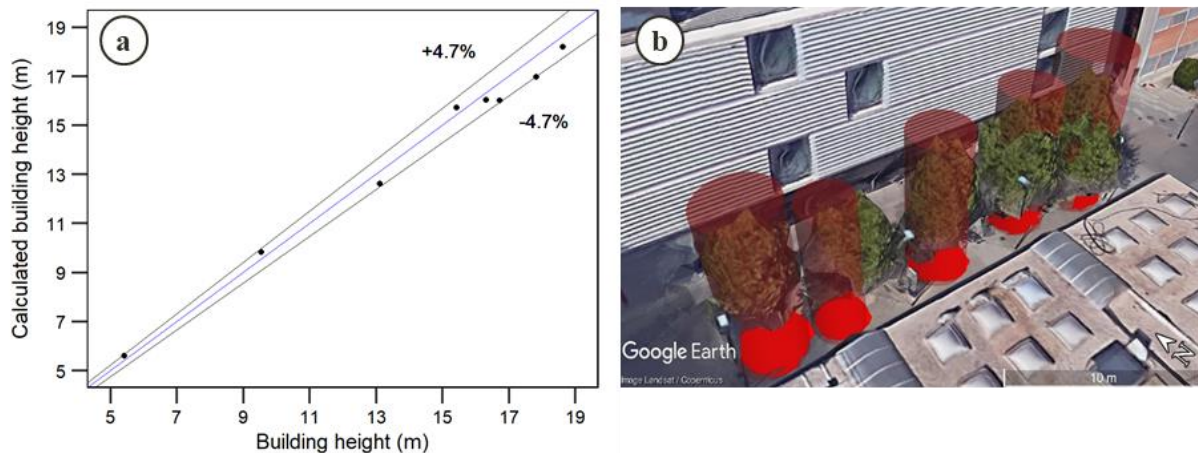 a
+4.7%
-4.7%
19
17
15
13
11
9
7
5
5 7 9 11 13 15 17 19
Calculated building height (m)
Building height (m)
b
Google Earth
Image Landsat / Copernicus
N
10 m